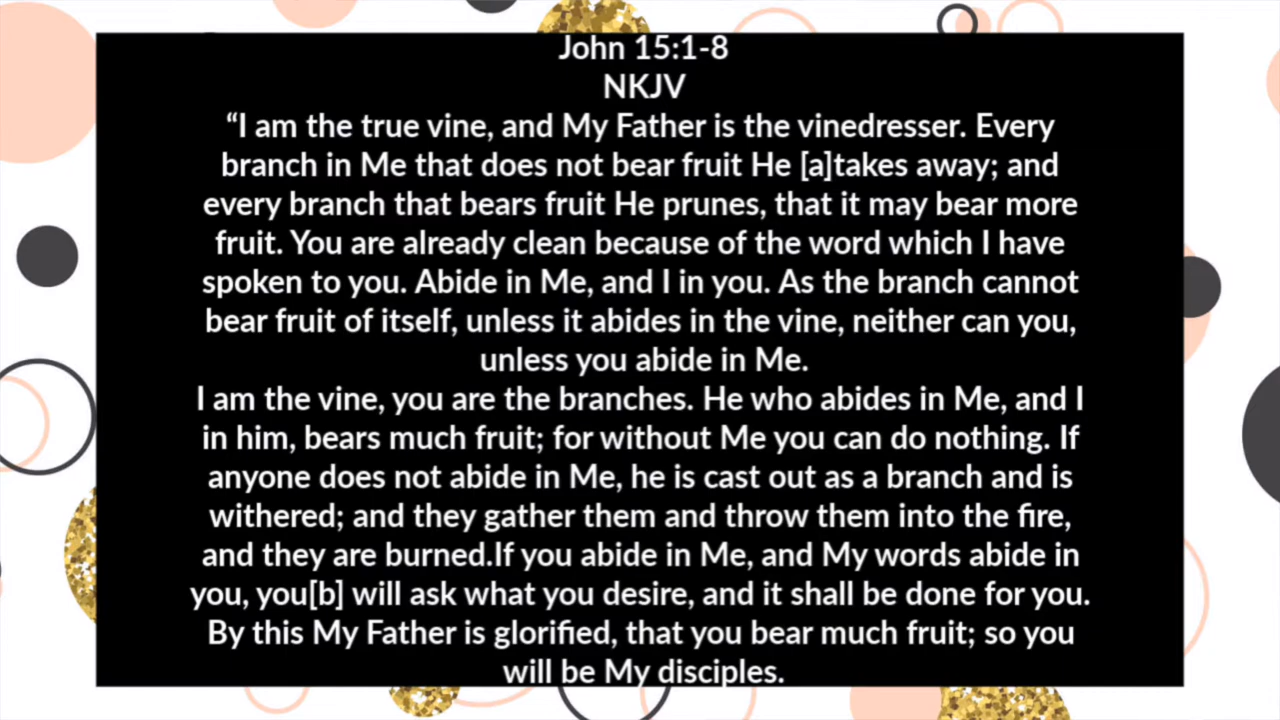 John 15:1-8
NKJV
“I am the true vine, and My Father is the vinedresser. Every
branch in Me that does not bear fruit He [a]takes away; and
every branch that bears fruit He prunes, that it may bear more
fruit. You are already clean because of the word which I have
spoken to you. Abide in Me, and I in you. As the branch cannot
bear fruit of itself, unless it abides in the vine, neither can you,
unless you abide in Me.
I am the vine, you are the branches. He who abides in Me, and I
in him, bears much fruit; for without Me you can do nothing. If
anyone does not abide in Me, he is cast out as a branch and is
withered; and they gather them and throw them into the fire,
and they are burned.If you abide in Me, and My words abide in
you, you[b] will ask what you desire, and it shall be done for you.
By this My Father is glorified, that you bear much fruit; so you
will be My disciples.